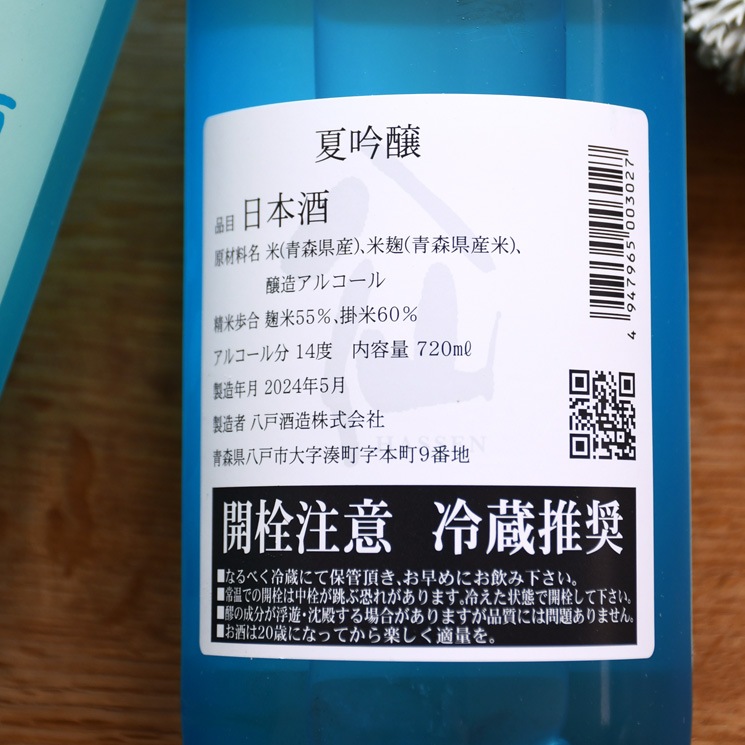 夏吟醸
品目 日本酒
原材料名 米(青森県産)、米麹(青森県産米)、
醸造アルコール
精米歩合 麹米55%、掛米60%
アルコール分 14度 内容量 720mℓ
製造年月 2024年5月
製造者 八戸酒造株式会社
HASSEN
青森県八戸市大字湊町字本町9番地
4947965003027
開栓注意 冷蔵推奨
■なるべく冷蔵にて保管頂き、お早めにお飲み下さい。
■常温での開栓は中栓が跳ぶ恐れがあります。冷えた状態で開栓して下さい。
■醪の成分が浮遊・沈殿する場合がありますが品質には問題ありません。
■お酒は20歳になってから楽しく適量を。